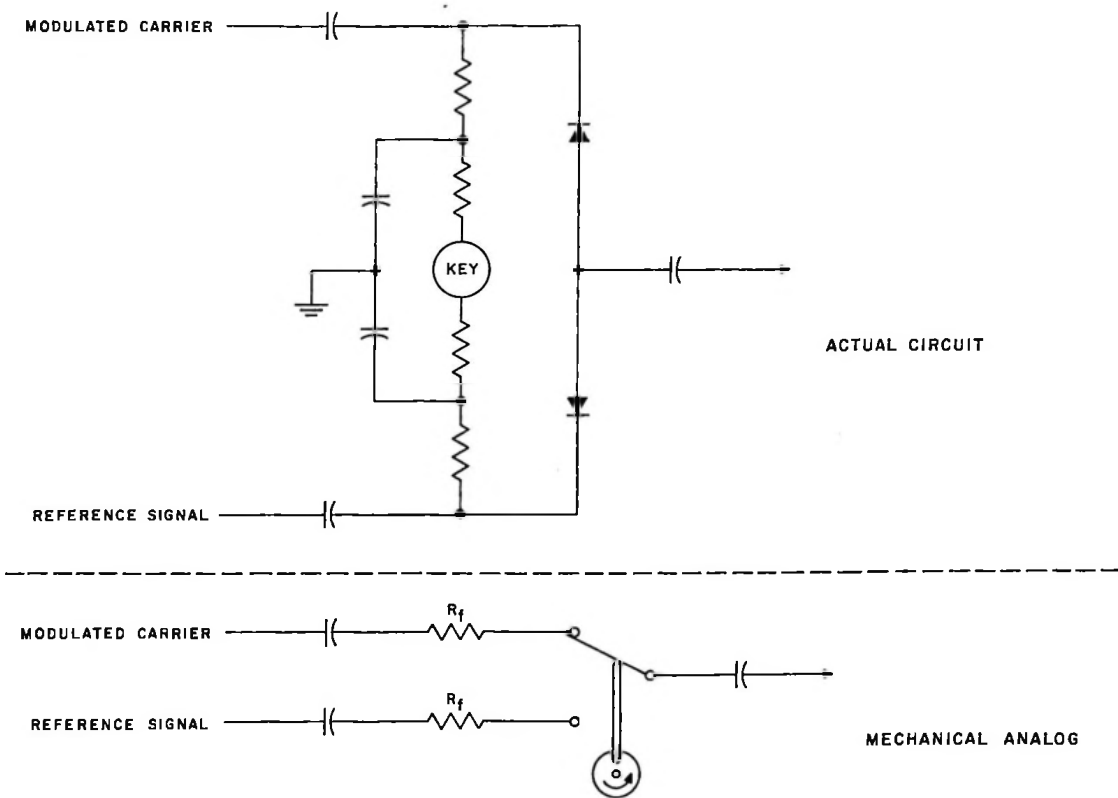 MODULATED CARRIER
KEY
ACTUAL CIRCUIT
REFERENCE SIGNAL
MODULATED CARRIER
Rf
REFERENCE SIGNAL
Rf
MECHANICAL ANALOG